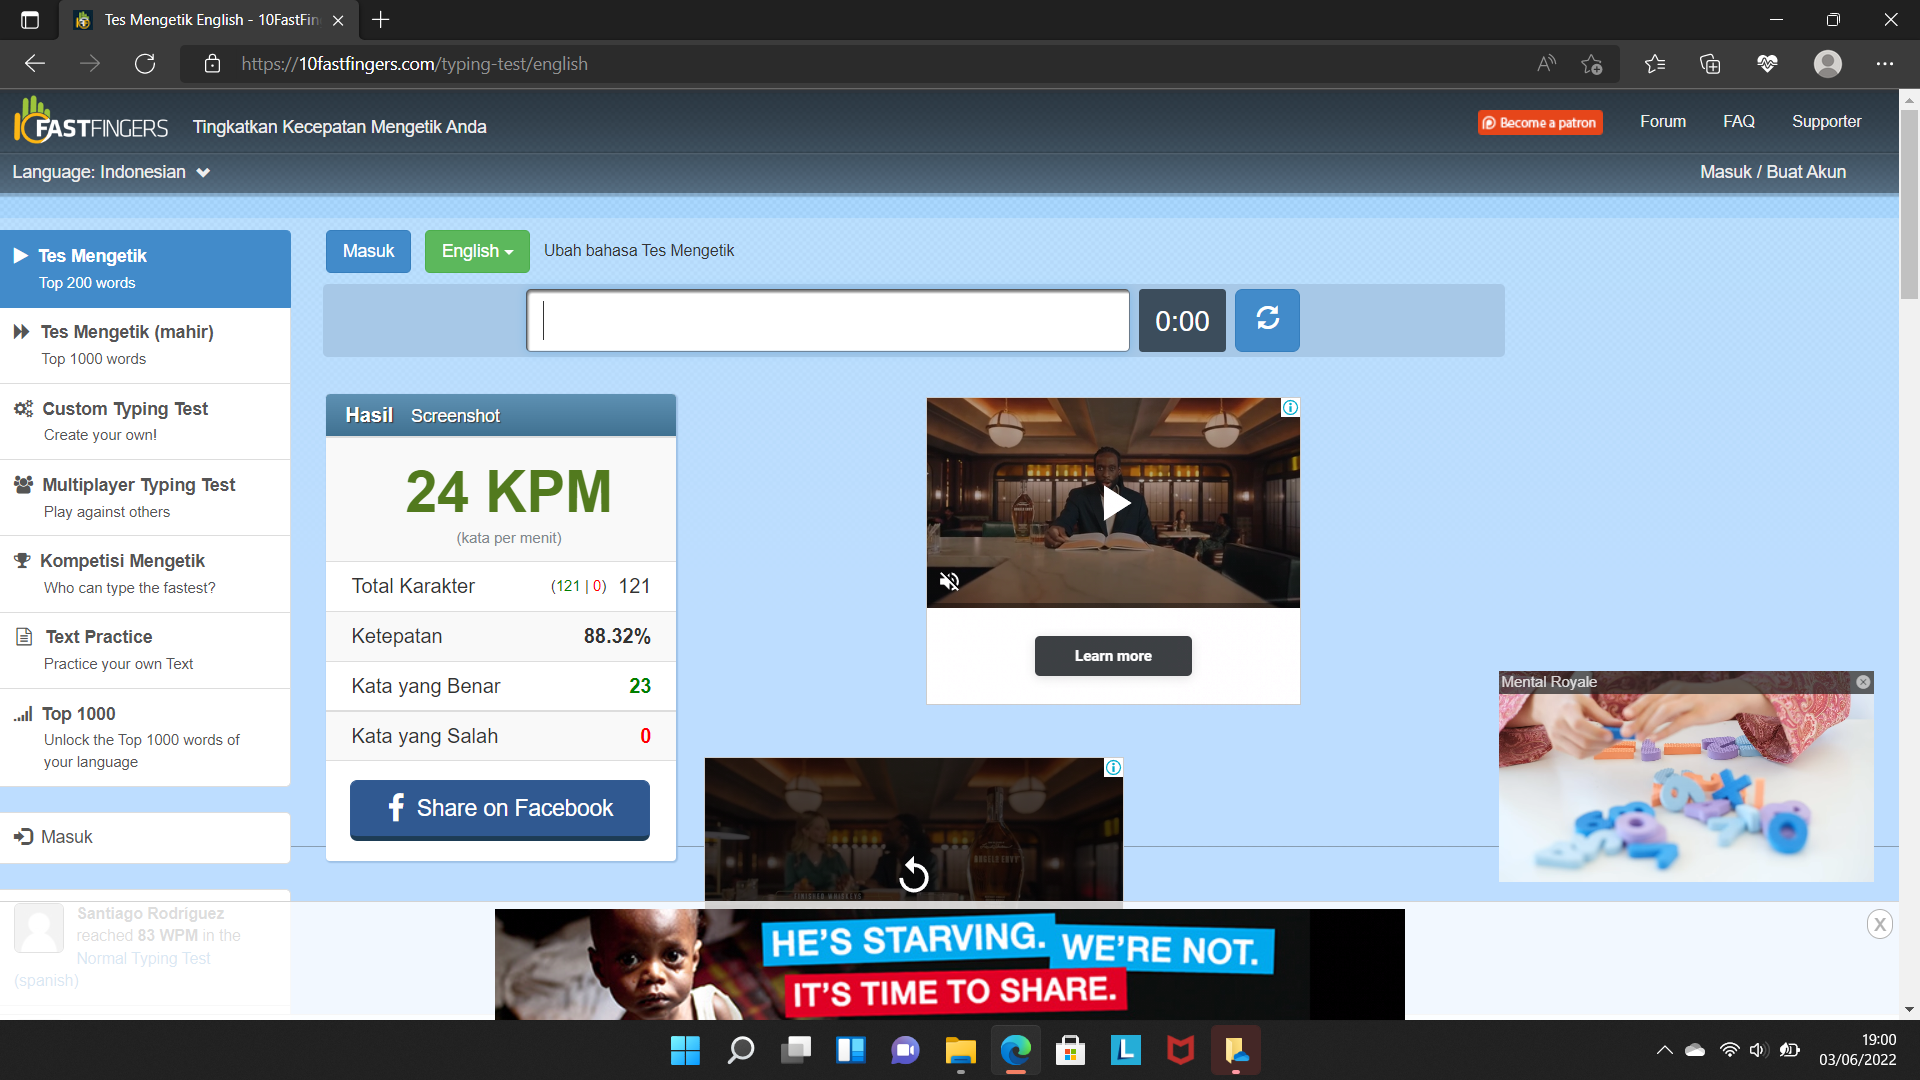 Tes Mengetik English - 10FastFin
https://10fastfingers.com/typing-test/english
FASTFINGERS
Tingkatkan Kecepatan Mengetik Anda
Become a patron
Forum
FAQ
Supporter
Language: Indonesian
Masuk / Buat Akun
Tes Mengetik
Top 200 words
Tes Mengetik (mahir)
Top 1000 words
Custom Typing Test
Create your own!
Multiplayer Typing Test
Play against others
Kompetisi Mengetik
Who can type the fastest?
Text Practice
Practice your own Text
Top 1000
Unlock the Top 1000 words of
your language
Masuk
Santiago Rodriguez
reached 83 WPM in the
Normal Typing Test
(spanish)
Masuk
English
Ubah bahasa Tes Mengetik
0:00
Hasil Screenshot
24 KPM
(kata per menit)
Total Karakter (121 | 0) 121
Ketepatan 88.32%
Kata yang Benar 23
Kata yang Salah 0
Share on Facebook
Learn more
Mental Royale
HE'S STARVING. WE'RE NOT.
IT'S TIME TO SHARE.
X
19:00
03/06/2022